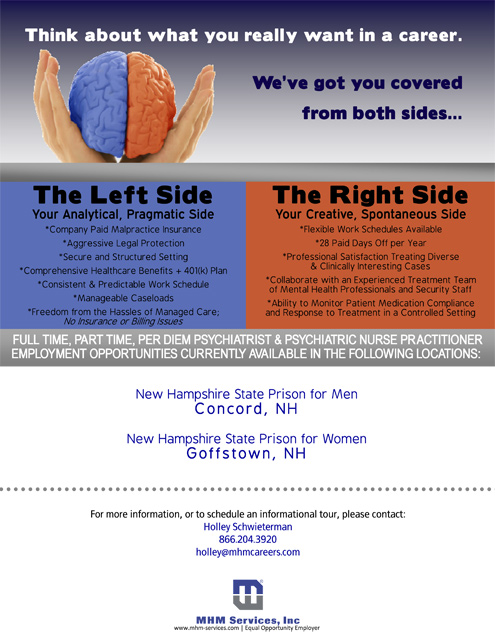 Think about what you really want in a career.
We've got you covered
from both sides...
The Left Side
Your Analytical, Pragmatic Side
*Company Paid Malpractice Insurance
*Aggressive Legal Protection
*Secure and Structured Setting
*Comprehensive Healthcare Benefits + 401(k) Plan
*Consistent & Predictable Work Schedule
*Manageable Caseloads
*Freedom from the Hassles of Managed Care;
No Insurance or Billing Issues
The Right Side
Your Creative, Spontaneous Side
*Flexible Work Schedules Available
*28 Paid Days Off per Year
*Professional Satisfaction Treating Diverse
& Clinically Interesting Cases
*Collaborate with an Experienced Treatment Team
of Mental Health Professionals and Security Staff
*Ability to Monitor Patient Medication Compliance
and Response to Treatment in a Controlled Setting
FULL TIME, PART TIME, PER DIEM PSYCHIATRIST & PSYCHIATRIC NURSE PRACTITIONER
EMPLOYMENT OPPORTUNITIES CURRENTLY AVAILABLE IN THE FOLLOWING LOCATIONS:
New Hampshire State Prison for Men
Concord, NH
New Hampshire State Prison for Women
Goffstown, NH
For more information, or to schedule an informational tour, please contact:
Holley Schwieterman
866.204.3920
holley@mhmcareers.com
MHM Services, Inc
www.mhm-services.com | Equal Opportunity Employer